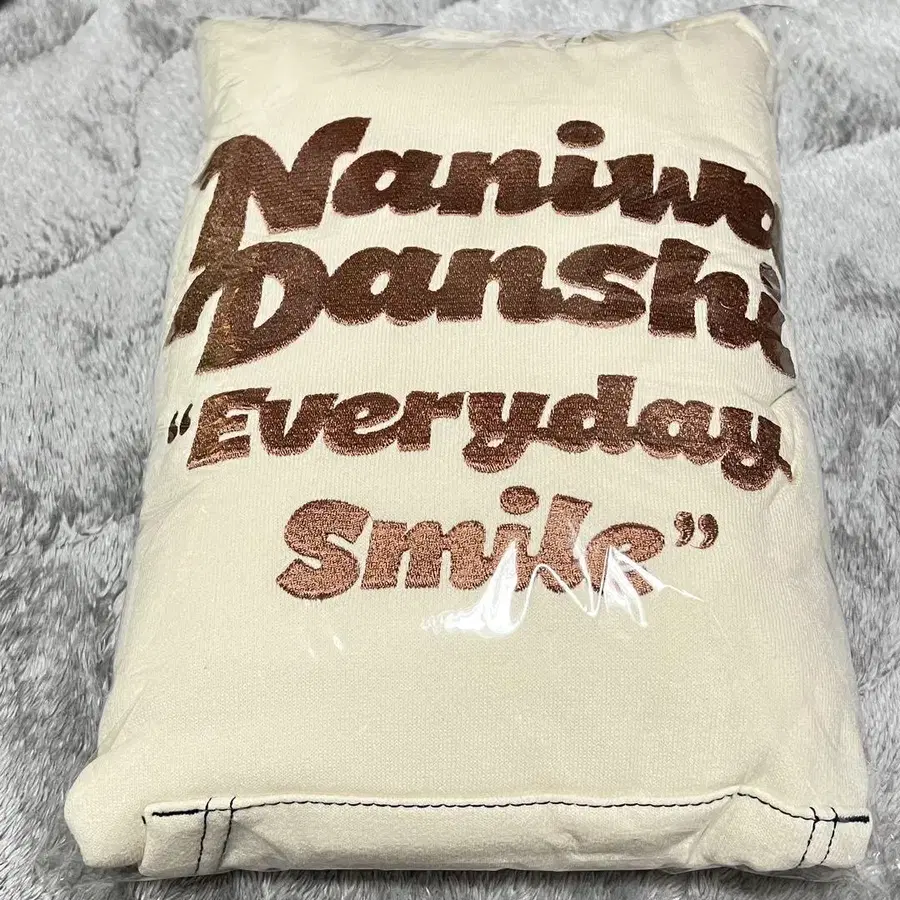 Naniwa
Danshi
“Everyday
Smile”